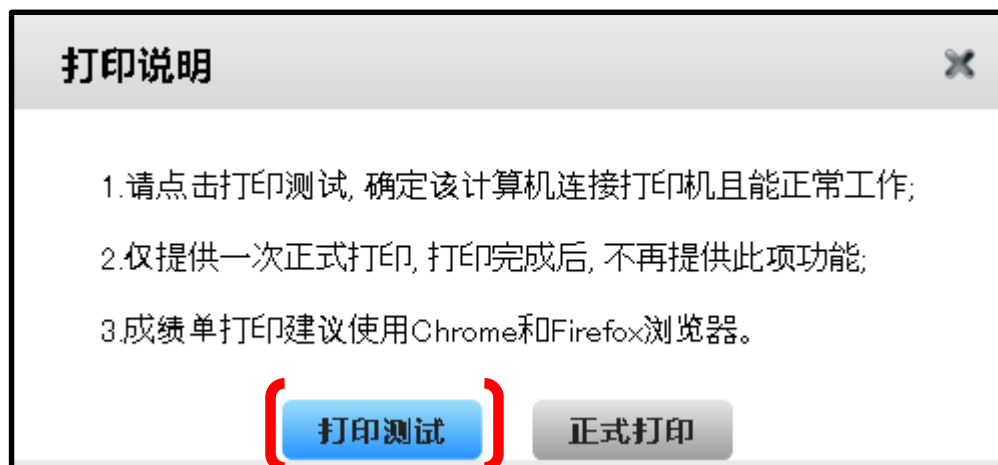 打印说明
1.请点击打印测试, 确定该计算机连接打印机且能正常工作;
2.仅提供一次正式打印, 打印完成后, 不再提供此项功能;
3.成绩单打印建议使用Chrome和Firefox浏览器。
打印测试 正式打印